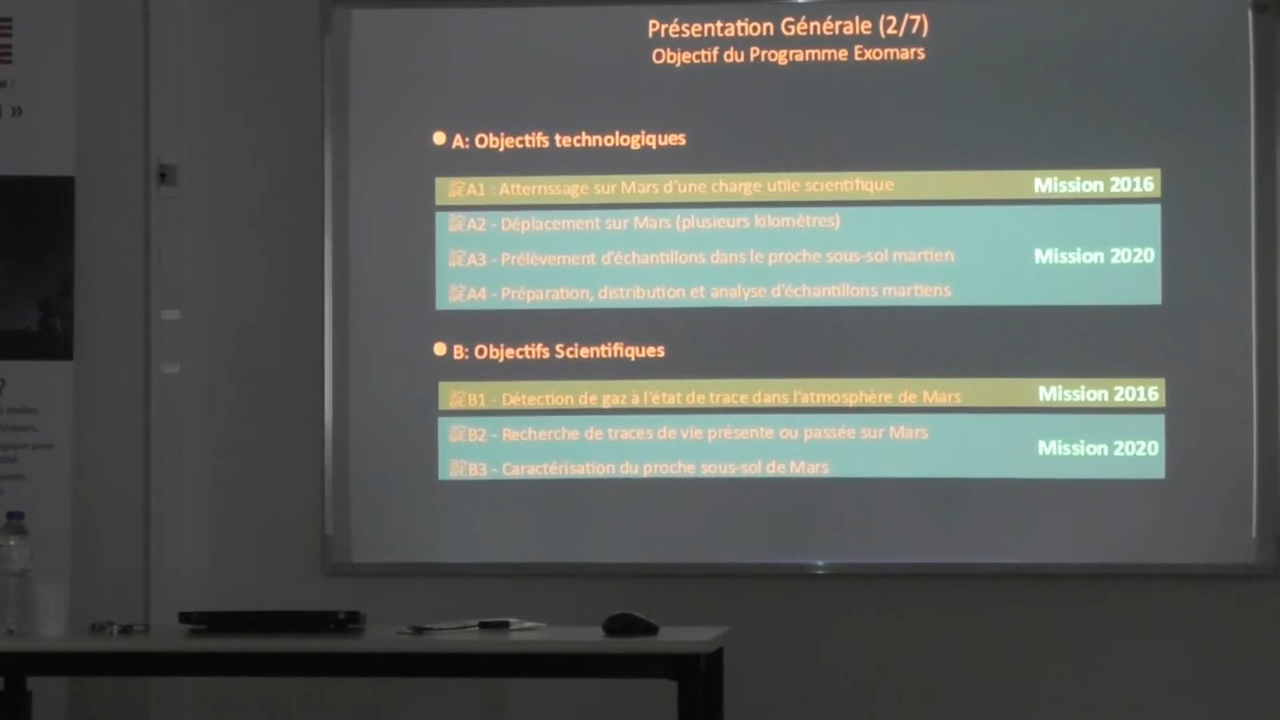 Présentation Générale (2/7)
Objectif du Programme Exomars
A: Objectifs technologiques
A1 : Atterrissage sur Mars d'une charge utile scientifique
Mission 2016
A2 - Déplacement sur Mars (plusieurs kilomètres)
A3 - Prélèvement d'échantillons dans le proche sous-sol martien
Mission 2020
A4 - Préparation, distribution et analyse d'échantillons martiens
B: Objectifs Scientifiques
B1 - Détection de gaz à l'état de trace dans l'atmosphère de Mars
Mission 2016
B2 - Recherche de traces de vie présente ou passée sur Mars
Mission 2020
B3 - Caractérisation du proche sous-sol de Mars